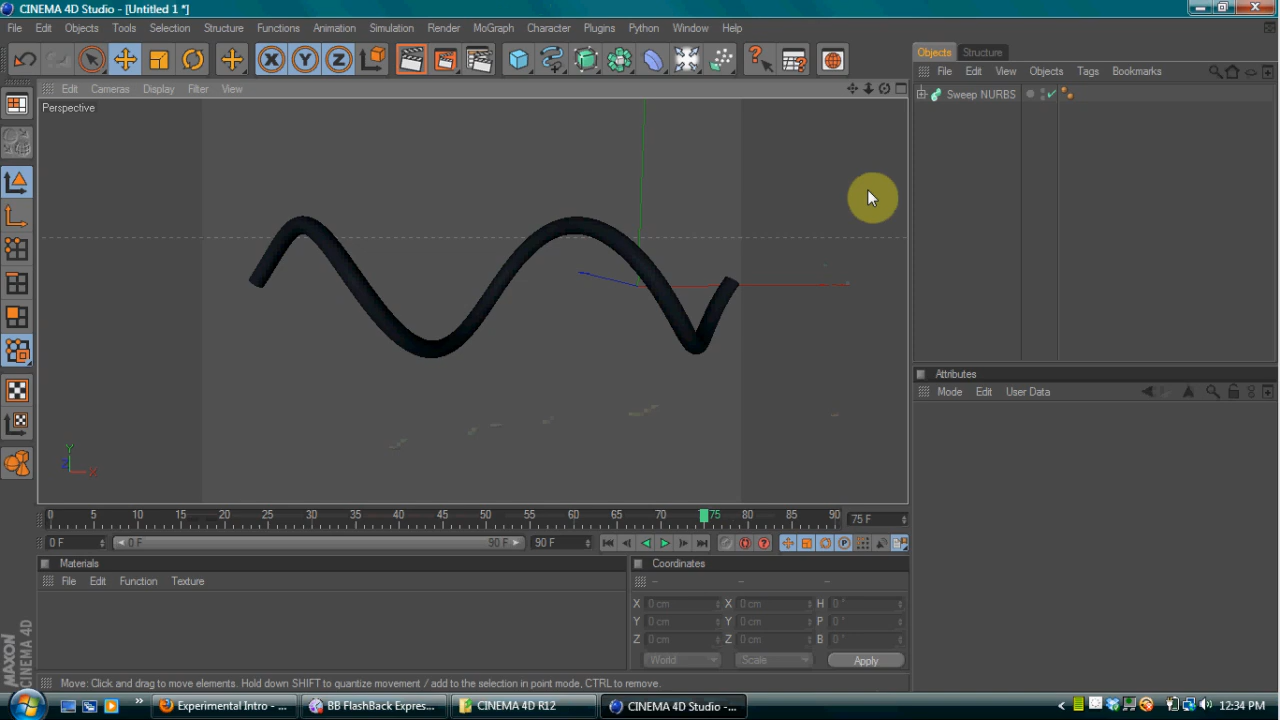 CINEMA 4D Studio - [Untitled 1 *]
File Edit Objects Tools Selection Structure Functions Animation Simulation Render MoGraph Character Plugins Python Window Help
Objects Structure
File Edit View Objects Tags Bookmarks
Edit Cameras Display Filter View
Sweep NURBS
Perspective
Y
Z X
Attributes
Mode Edit User Data
0 5 10 15 20 25 30 35 40 45 50 55 60 65 70 75 80 85 90 75 F
0 F 0 F 90 F 90 F
Materials
File Edit Function Texture
Coordinates
-- -- --
X 0 cm X 0 cm H 0 °
Y 0 cm Y 0 cm P 0 °
Z 0 cm Z 0 cm B 0 °
World Scale Apply
MAXON CINEMA 4D
Move: Click and drag to move elements. Hold down SHIFT to quantize movement / add to the selection in point mode, CTRL to remove.
Experimental Intro - ... BB FlashBack Expres... CINEMA 4D R12 CINEMA 4D Studio -... 12:34 PM